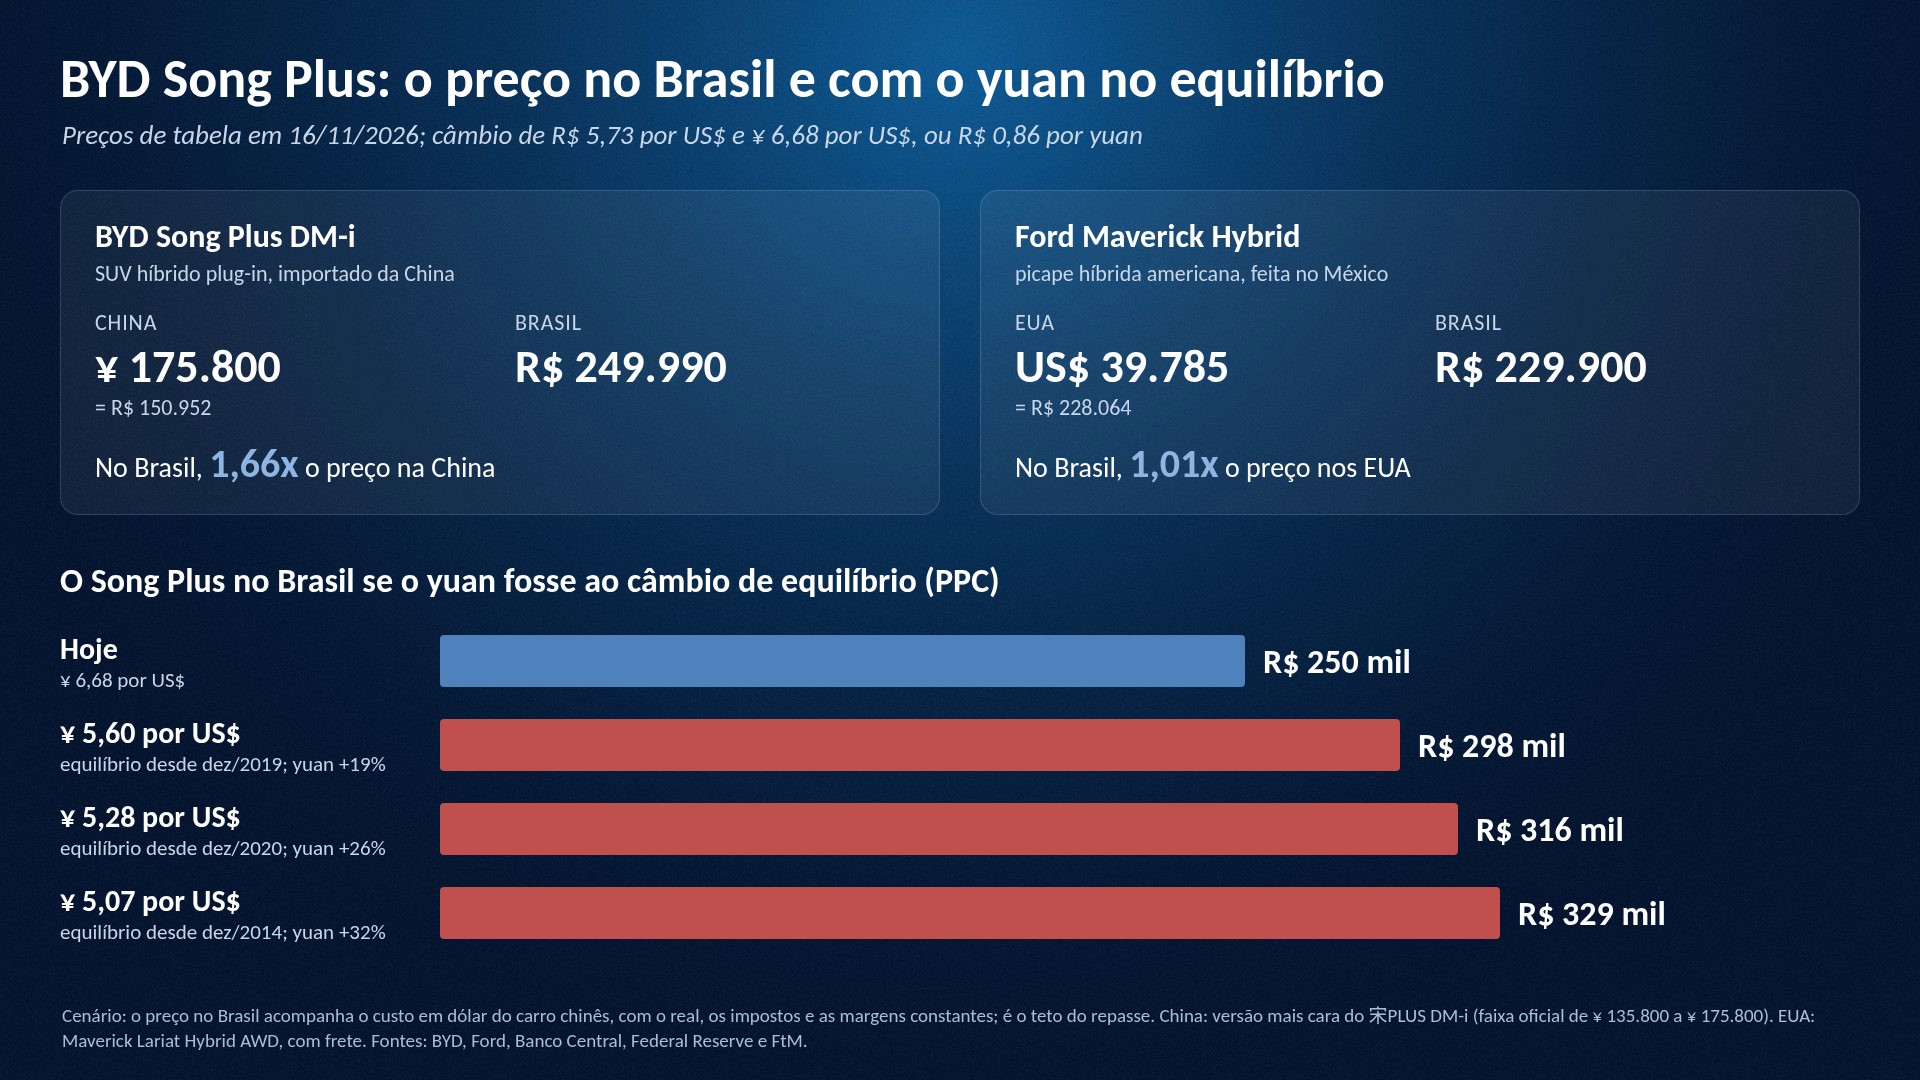 BYD Song Plus: o preço no Brasil e com o yuan no equilíbrio
Preços de tabela em 16/11/2026; câmbio de R$ 5,73 por US$ e ¥ 6,68 por US$, ou R$ 0,86 por yuan
BYD Song Plus DM-i
SUV híbrido plug-in, importado da China
CHINA
¥ 175.800
= R$ 150.952
BRASIL
R$ 249.990
No Brasil, 1,66x o preço na China
Ford Maverick Hybrid
picape híbrida americana, feita no México
EUA
US$ 39.785
= R$ 228.064
BRASIL
R$ 229.900
No Brasil, 1,01x o preço nos EUA
O Song Plus no Brasil se o yuan fosse ao câmbio de equilíbrio (PPC)
Hoje
¥ 6,68 por US$
R$ 250 mil
¥ 5,60 por US$
equilíbrio desde dez/2019; yuan +19%
R$ 298 mil
¥ 5,28 por US$
equilíbrio desde dez/2020; yuan +26%
R$ 316 mil
¥ 5,07 por US$
equilíbrio desde dez/2014; yuan +32%
R$ 329 mil
Cenário: o preço no Brasil acompanha o custo em dólar do carro chinês, com o real, os impostos e as margens constantes; é o teto do repasse. China: versão mais cara do 宋PLUS DM-i (faixa oficial de ¥ 135.800 a ¥ 175.800). EUA:
Maverick Lariat Hybrid AWD, com frete. Fontes: BYD, Ford, Banco Central, Federal Reserve e FtM.